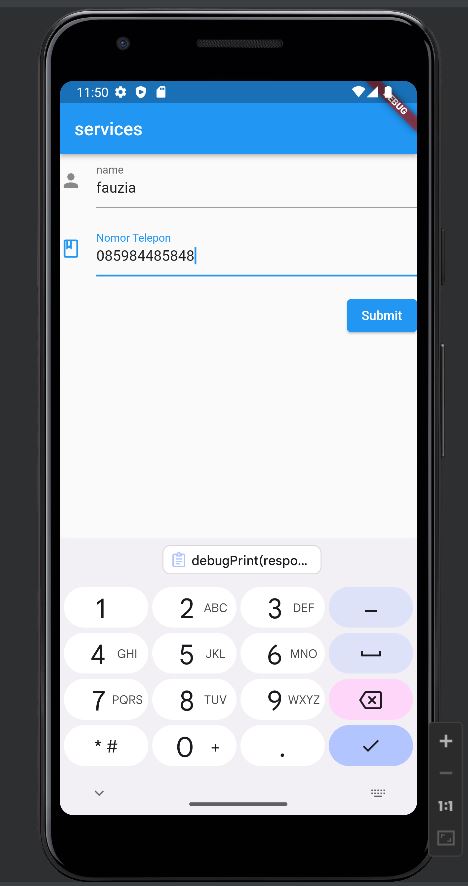 11:50
DEBUG
services
name
fauzia
Nomor Telepon
085984485848
Submit
debugPrint(respo...
1 2 ABC 3 DEF –
4 GHI 5 JKL 6 MNO
7 PQRS 8 TUV 9 WXYZ
* # 0 + .
+
–
1:1